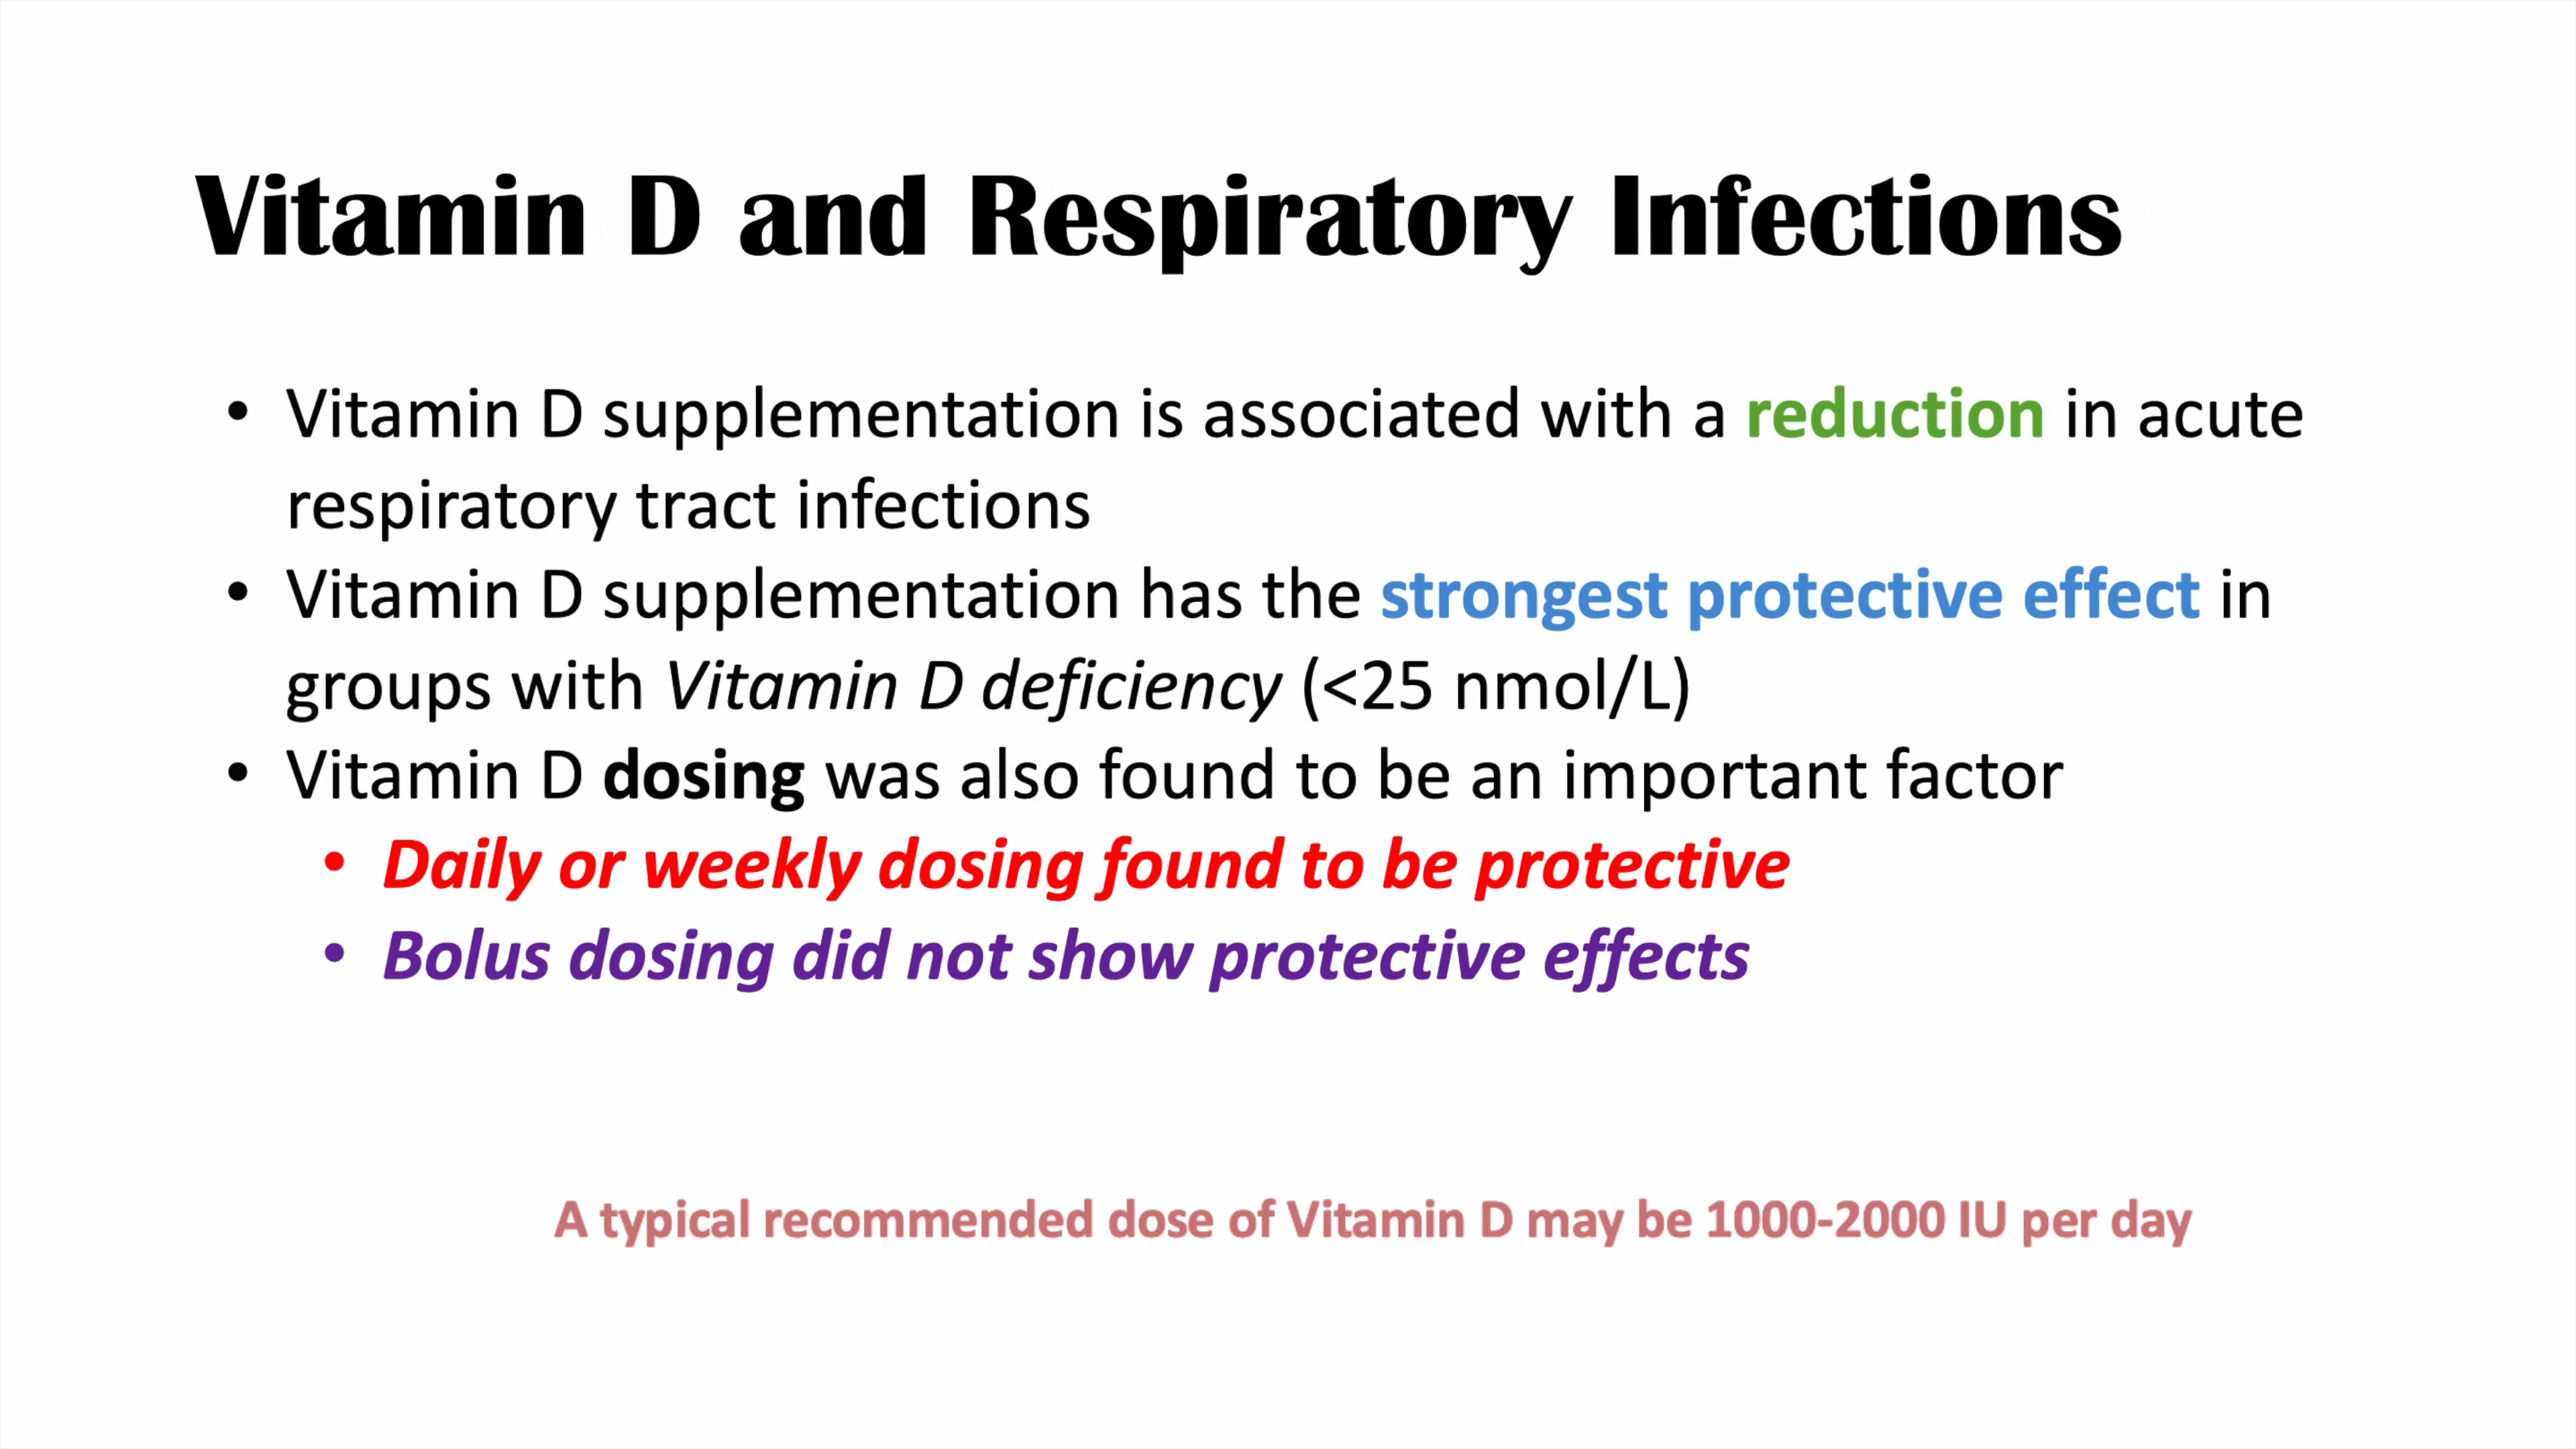 Vitamin D and Respiratory Infections
• Vitamin D supplementation is associated with a reduction in acute
respiratory tract infections
• Vitamin D supplementation has the strongest protective effect in
groups with Vitamin D deficiency (<25 nmol/L)
• Vitamin D dosing was also found to be an important factor
• Daily or weekly dosing found to be protective
• Bolus dosing did not show protective effects
A typical recommended dose of Vitamin D may be 1000-2000 IU per day